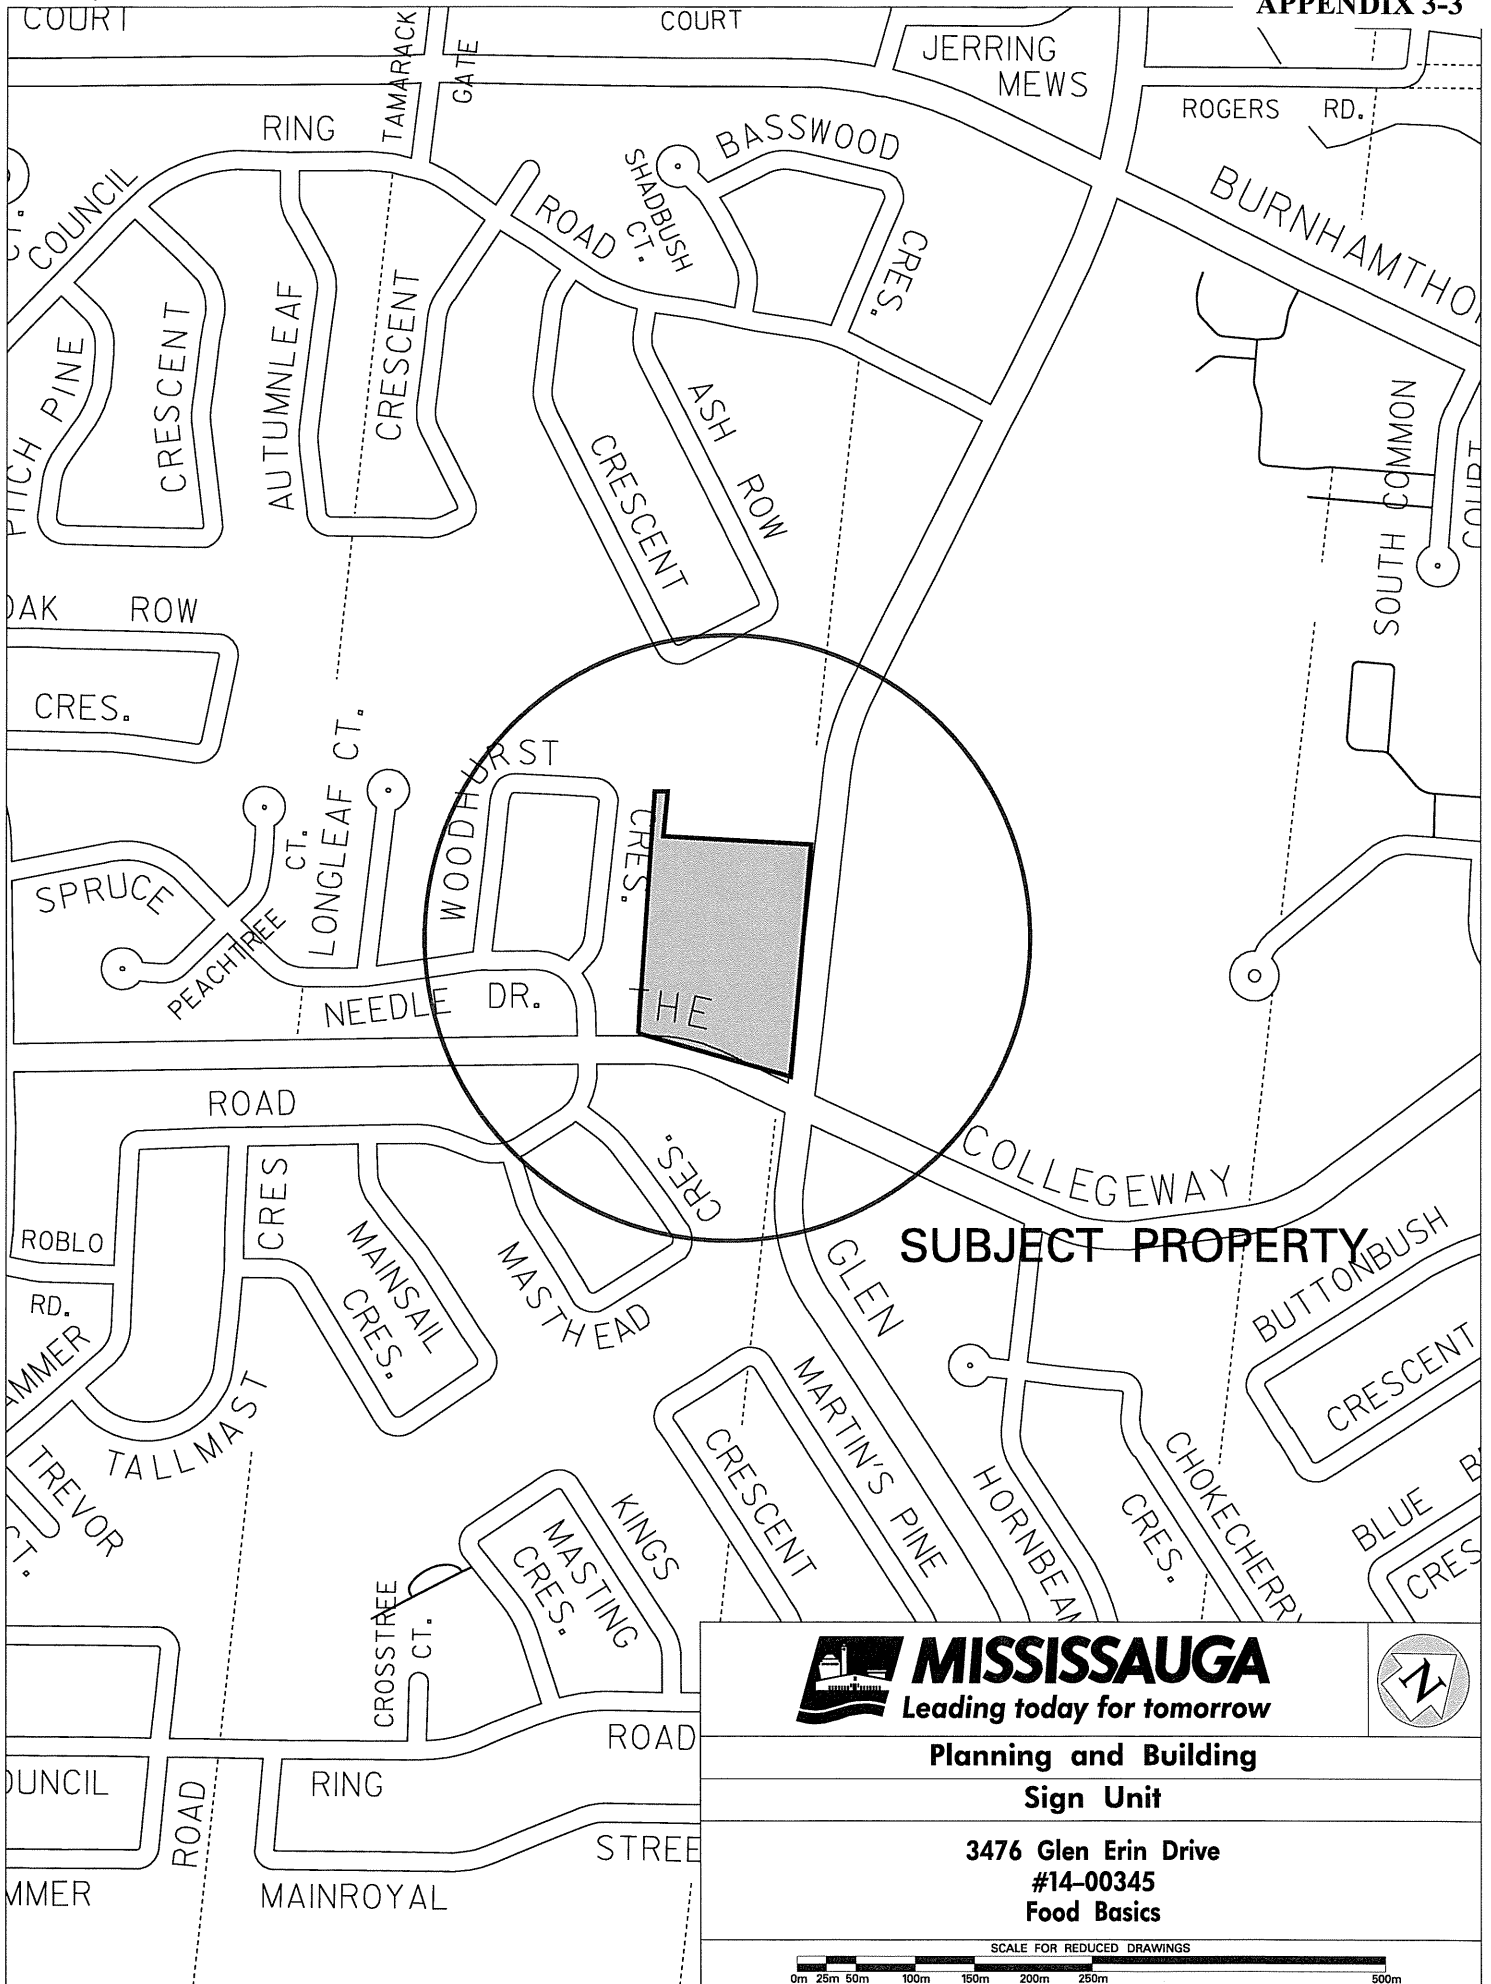 APPENDIX 3-3
COURT
COURT
TAMARACK
GATE
JERRING
MEWS
ROGERS RD.
RING
BASSWOOD
SHADBUSH
CT.
COUNCIL
ROAD
CRES.
CRESCENT
AUTUMNLEAF
CRESCENT
PINE
ASH ROW
CRESCENT
SOUTH COMMON
COURT
OAK ROW
CRES.
LONGLEAF CT.
WOODHURST
CRES.
CT.
SPRUCE
PEACHTREE
NEEDLE DR.
THE
ROAD
CRES.
COLLEGEWAY
SUBJECT PROPERTY
CRES
ROBLO
RD.
MAINSAIL
CRES.
MASTHEAD
GLEN
BUTTONBUSH
CRESCENT
TALLMAST
TREVOR
CT.
MARTIN'S PINE
CRESCENT
HORNBEAM
CHOKECHERRY
CRES.
BLUE
CRES
KINGS
MASTING
CRES.
CROSSTREE
CT.
ROAD
RING
ROAD
MAINROYAL
MISSISSAUGA
Leading today for tomorrow
N
Planning and Building
Sign Unit
3476 Glen Erin Drive
#14-00345
Food Basics
SCALE FOR REDUCED DRAWINGS
0m 25m 50m 100m 150m 200m 250m 500m